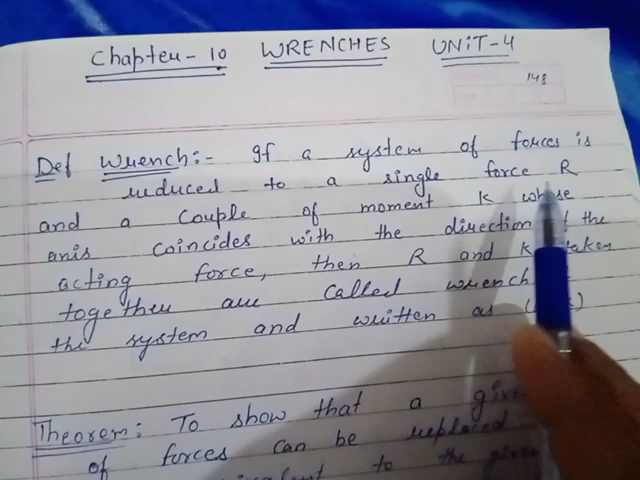 Chapter-10 WRENCHES UNIT-4
148
Def Wrench:- If a system of forces is
reduced to a single force R
and a couple of moment K whose
axis coincides with the direction of the
acting force, then R and K taken
together are called wrench
the system and written as (
Theorem: To show that a
of forces can be replaced
to the given